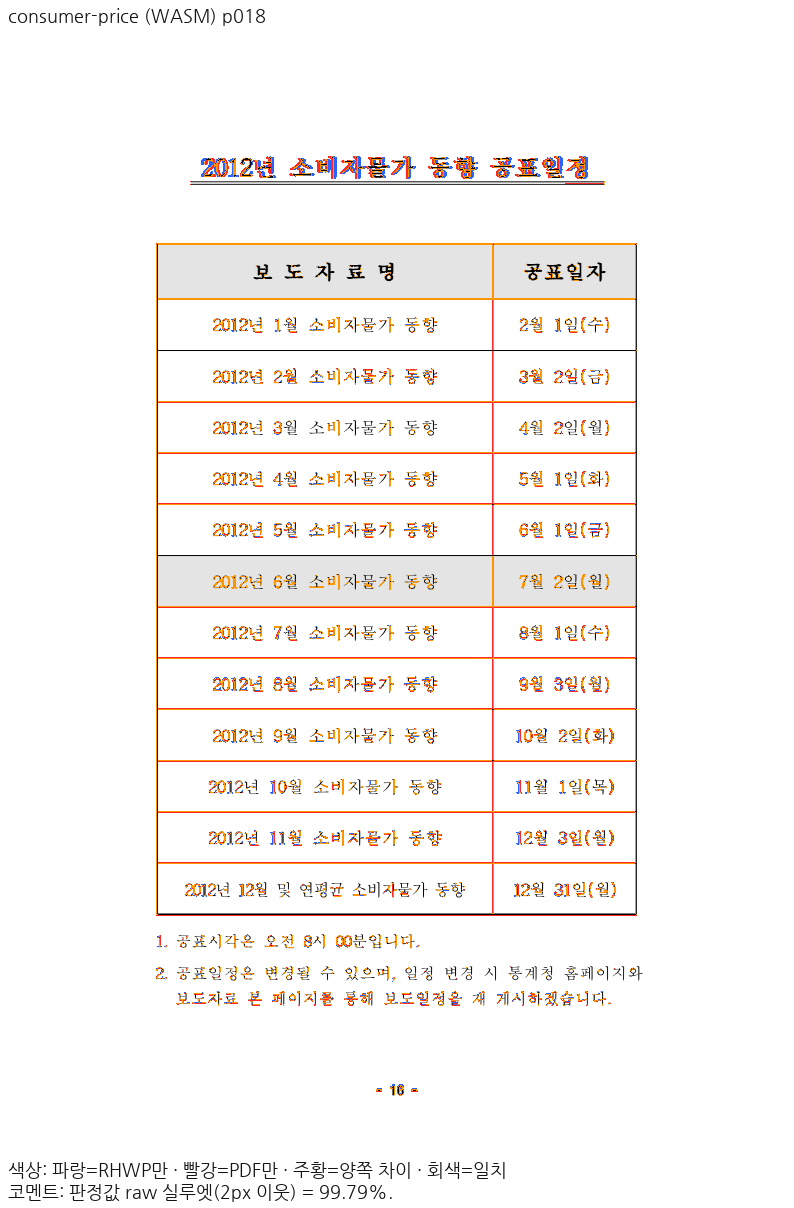 consumer-price (WASM) p018
2012년 소비자물가 동향 공표일정
보 도 자 료 명 공표일자
2012년 1월 소비자물가 동향 2월 1일(수)
2012년 2월 소비자물가 동향 3월 2일(금)
2012년 3월 소비자물가 동향 4월 2일(월)
2012년 4월 소비자물가 동향 5월 1일(화)
2012년 5월 소비자물가 동향 6월 1일(금)
2012년 6월 소비자물가 동향 7월 2일(월)
2012년 7월 소비자물가 동향 8월 1일(수)
2012년 8월 소비자물가 동향 9월 3일(월)
2012년 9월 소비자물가 동향 10월 2일(화)
2012년 10월 소비자물가 동향 11월 1일(목)
2012년 11월 소비자물가 동향 12월 3일(월)
2012년 12월 및 연평균 소비자물가 동향 12월 31일(월)
1. 공표시각은 오전 8시 00분입니다.
2. 공표일정은 변경될 수 있으며, 일정 변경 시 통계청 홈페이지와
보도자료 본 페이지를 통해 보도일정을 재 게시하겠습니다.
- 16 -
색상: 파랑=RHWP만 · 빨강=PDF만 · 주황=양쪽 차이 · 회색=일치
코멘트: 판정값 raw 실루엣(2px 이웃) = 99.79%.